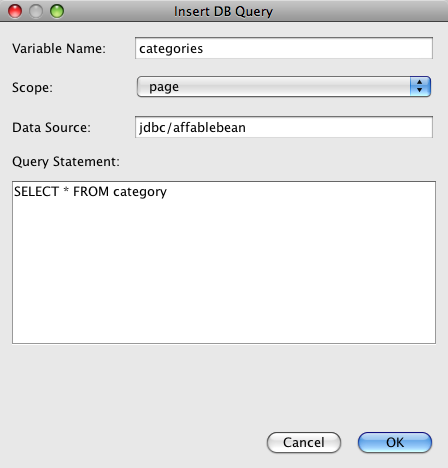 Insert DB Query
Variable Name: categories
Scope: page
Data Source: jdbc/affablebean
Query Statement:
SELECT * FROM category
Cancel OK